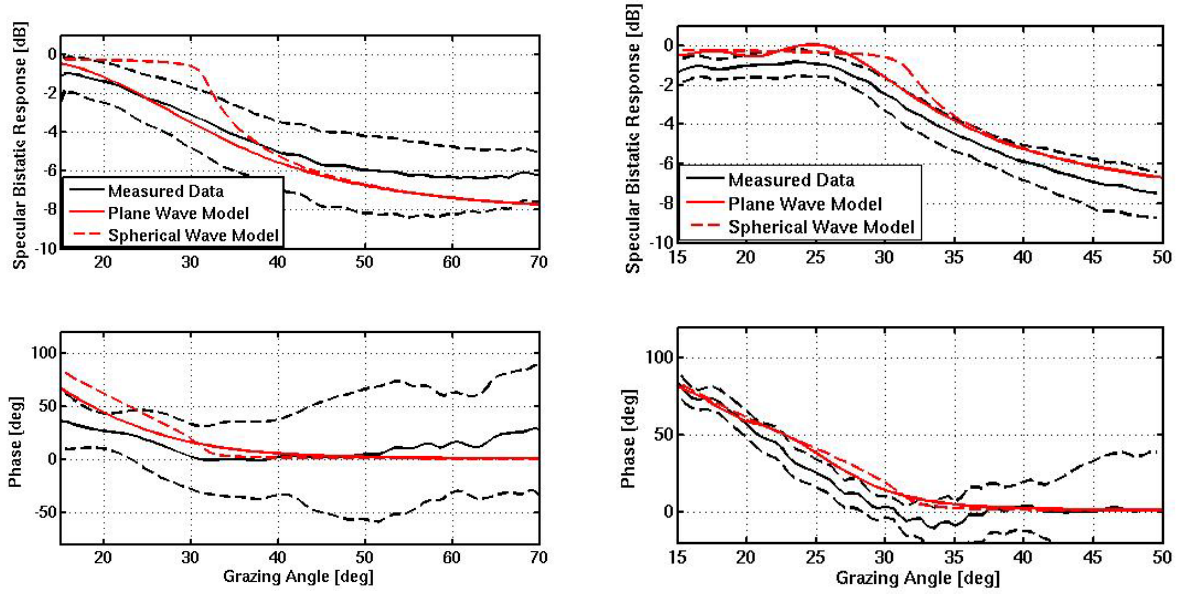 Specular Bistatic Response [dB]
0
-2
-4
-6
-8
-10
Measured Data
Plane Wave Model
Spherical Wave Model
20 30 40 50 60 70
Specular Bistatic Response [dB]
0
-2
-4
-6
-8
-10
Measured Data
Plane Wave Model
Spherical Wave Model
15 20 25 30 35 40 45 50
Phase [deg]
100
50
0
-50
20 30 40 50 60 70
Grazing Angle [deg]
Phase [deg]
100
50
0
15 20 25 30 35 40 45 50
Grazing Angle [deg]